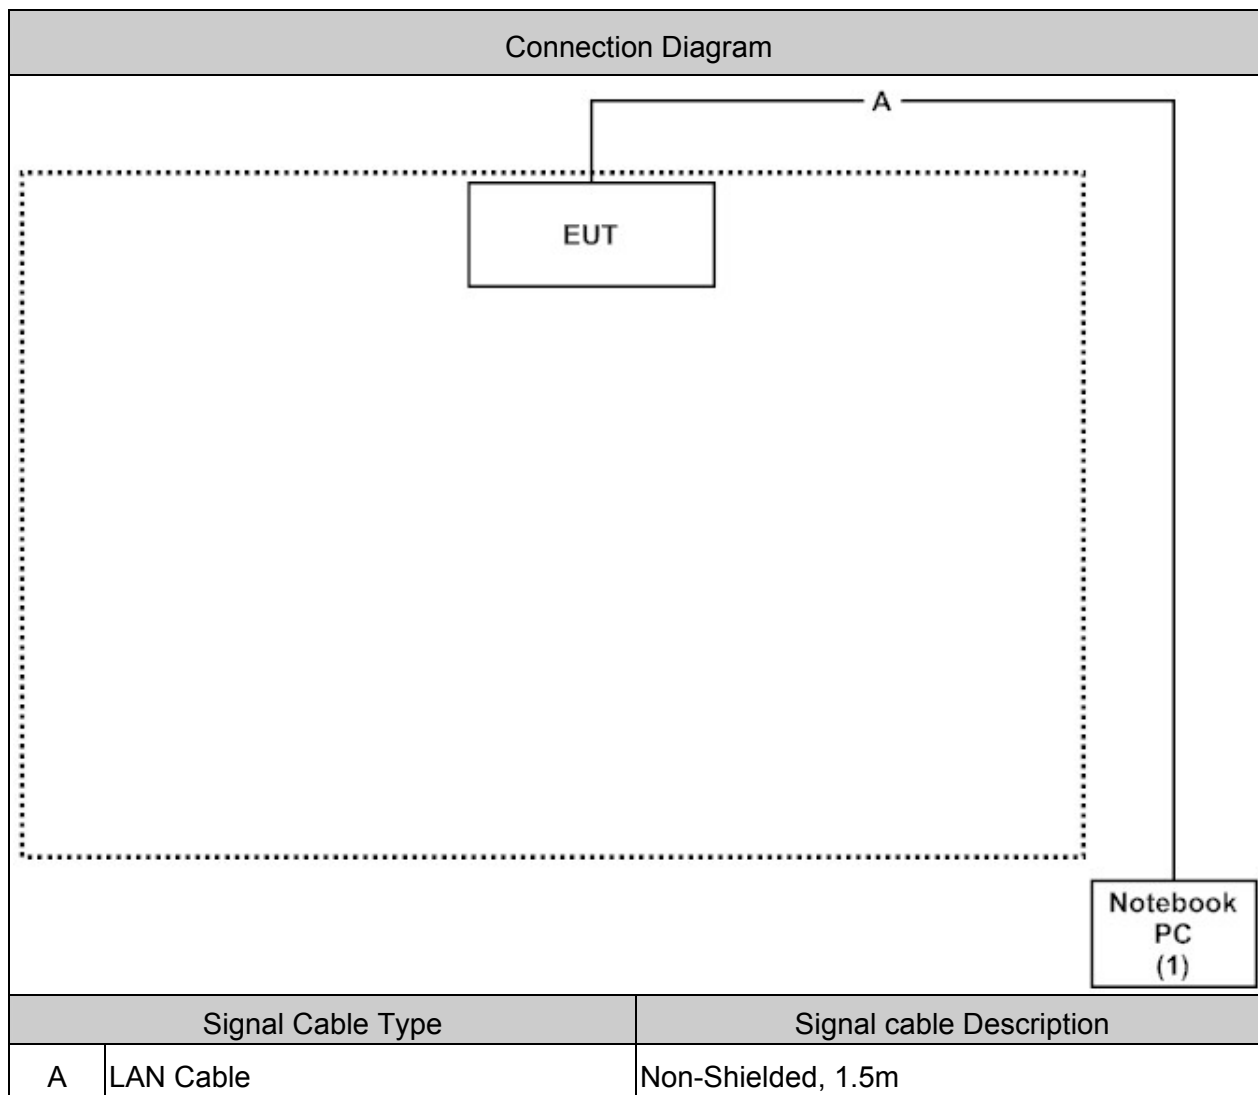 Connection Diagram
A
EUT
Notebook
PC
(1)
Signal Cable Type Signal cable Description
A LAN Cable Non-Shielded, 1.5m